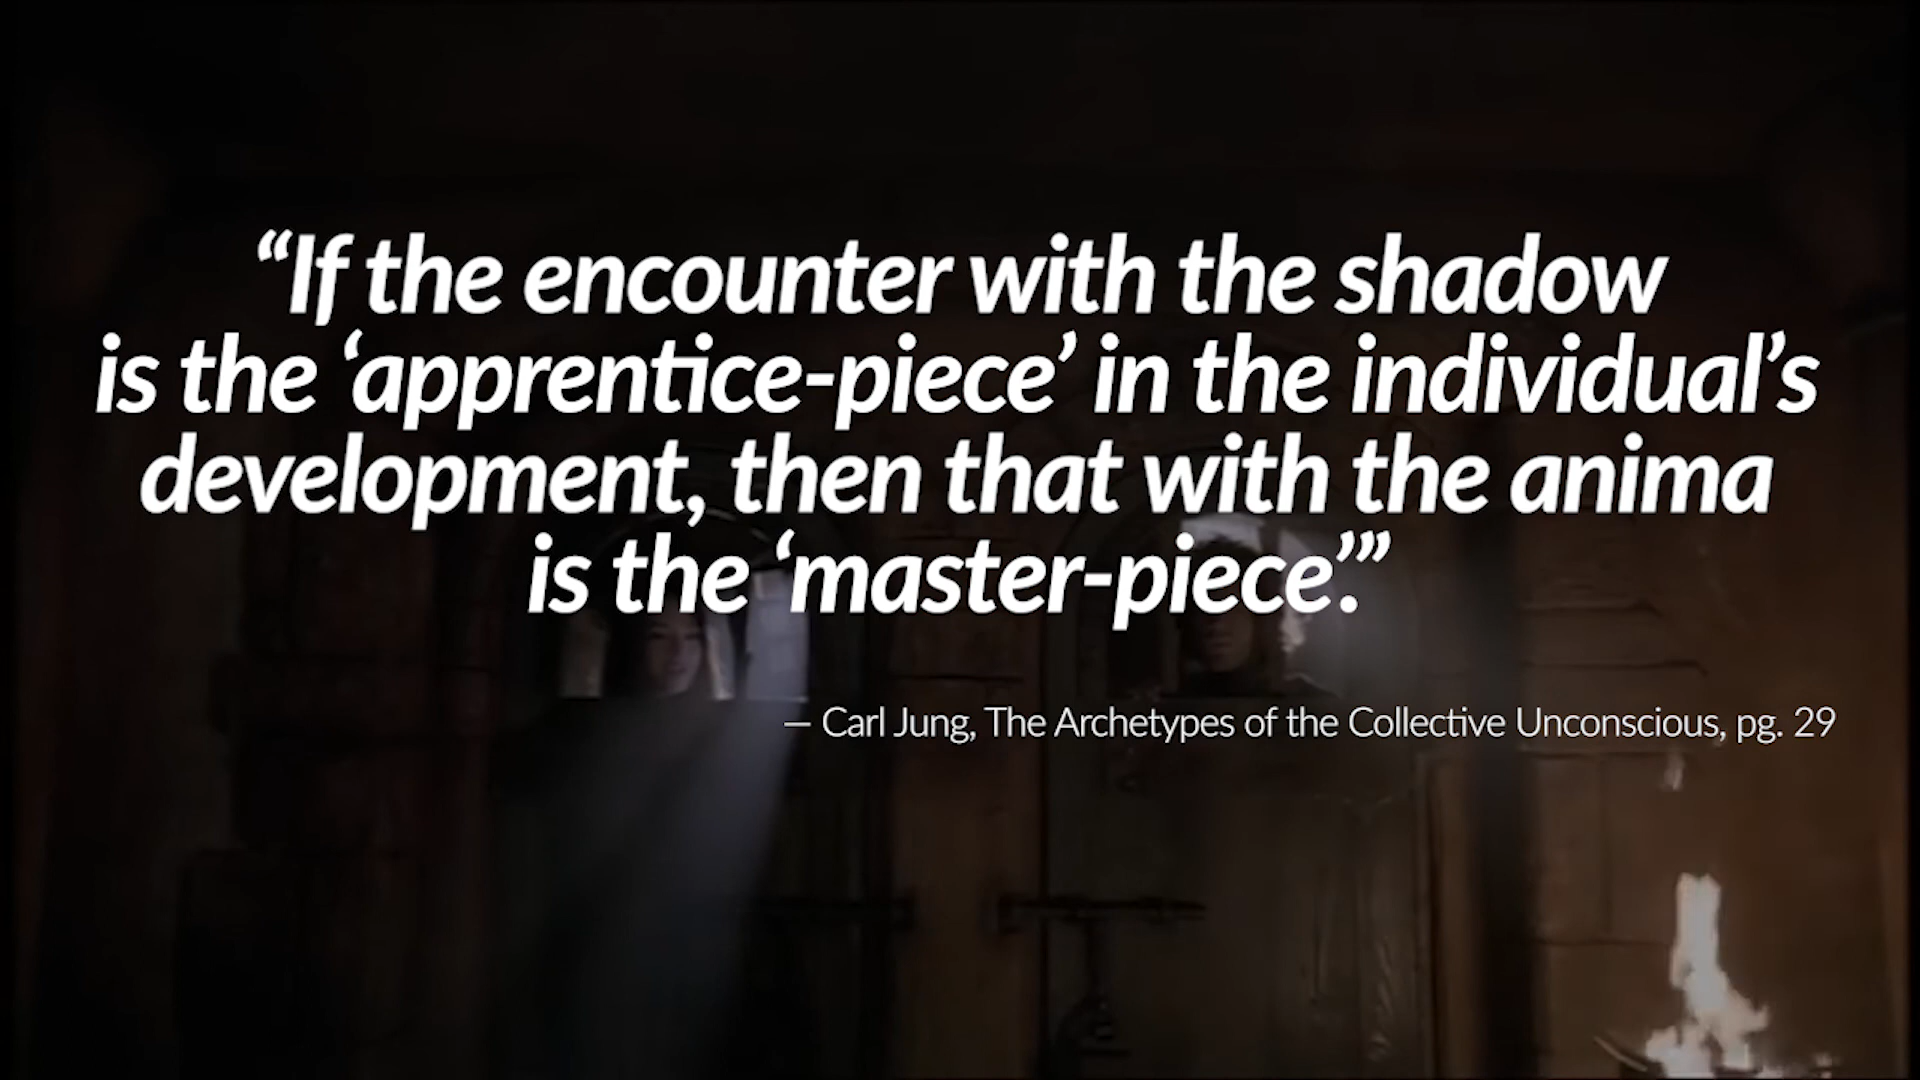 “If the encounter with the shadow
is the ‘apprentice-piece’ in the individual’s
development, then that with the anima
is the ‘master-piece’.”
— Carl Jung, The Archetypes of the Collective Unconscious, pg. 29